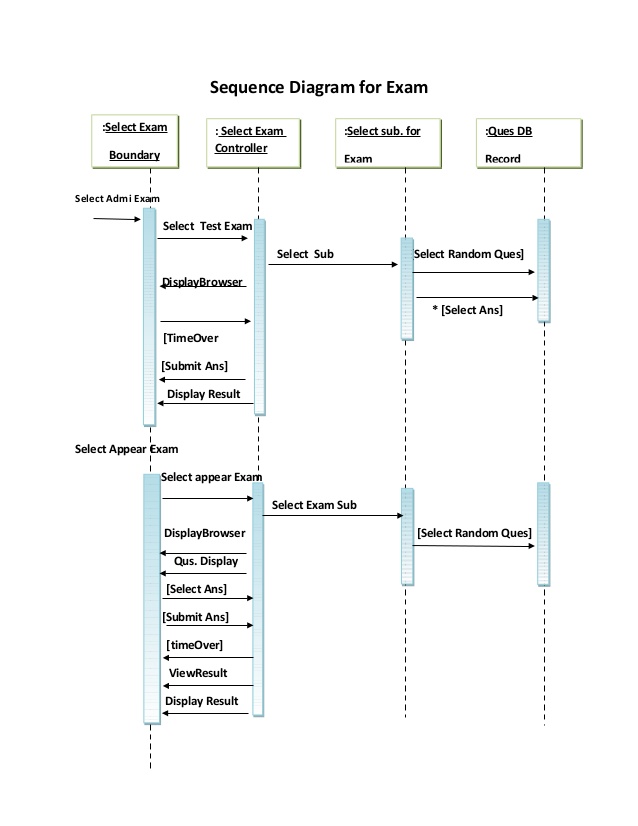 Sequence Diagram for Exam
:Select Exam
Boundary
: Select Exam
Controller
:Select sub. for
Exam
:Ques DB
Record
Select Admi Exam
Select Test Exam
Select Sub
Select Random Ques]
DisplayBrowser
* [Select Ans]
[TimeOver
[Submit Ans]
Display Result
Select Appear Exam
Select appear Exam
Select Exam Sub
DisplayBrowser
[Select Random Ques]
Qus. Display
[Select Ans]
[Submit Ans]
[timeOver]
ViewResult
Display Result